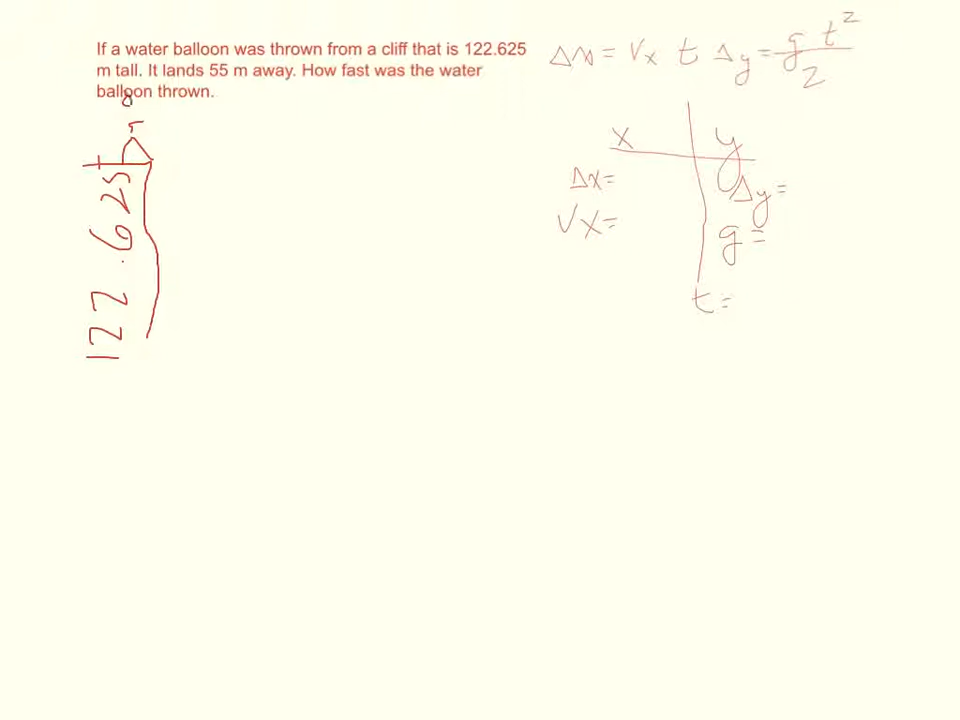 If a water balloon was thrown from a cliff that is 122.625
m tall. It lands 55 m away. How fast was the water
balloon thrown.
Δx = Vx t Δy = g t² / 2
x y
Δx= Δy=
Vx= g=
t=
122.625